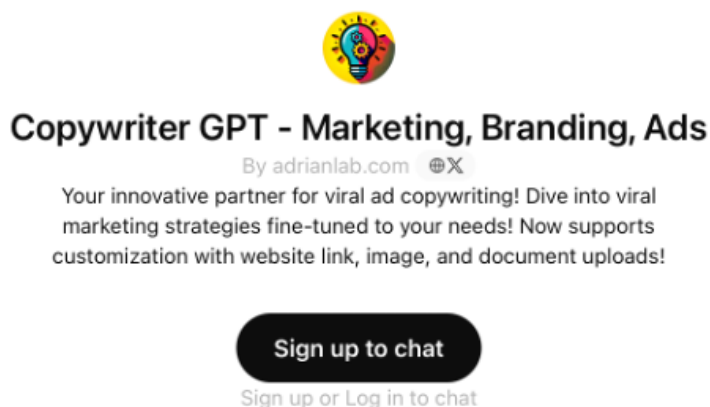 Copywriter GPT - Marketing, Branding, Ads
By adrianlab.com
Your innovative partner for viral ad copywriting! Dive into viral
marketing strategies fine-tuned to your needs! Now supports
customization with website link, image, and document uploads!
Sign up to chat
Sign up or Log in to chat